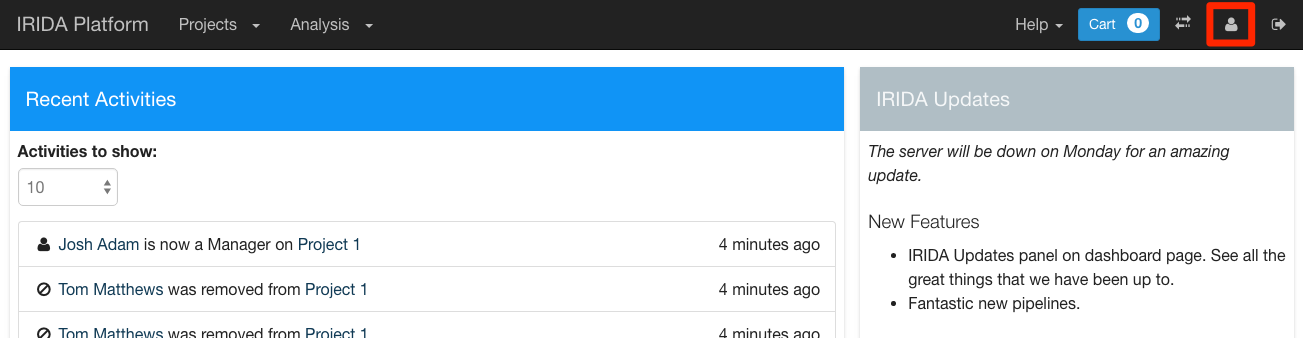 IRIDA Platform Projects Analysis Help Cart 0
Recent Activities
Activities to show:
10
Josh Adam is now a Manager on Project 1 4 minutes ago
Tom Matthews was removed from Project 1 4 minutes ago
Tom Matthews was removed from Project 1 4 minutes ago
IRIDA Updates
The server will be down on Monday for an amazing
update.
New Features
• IRIDA Updates panel on dashboard page. See all the
great things that we have been up to.
• Fantastic new pipelines.